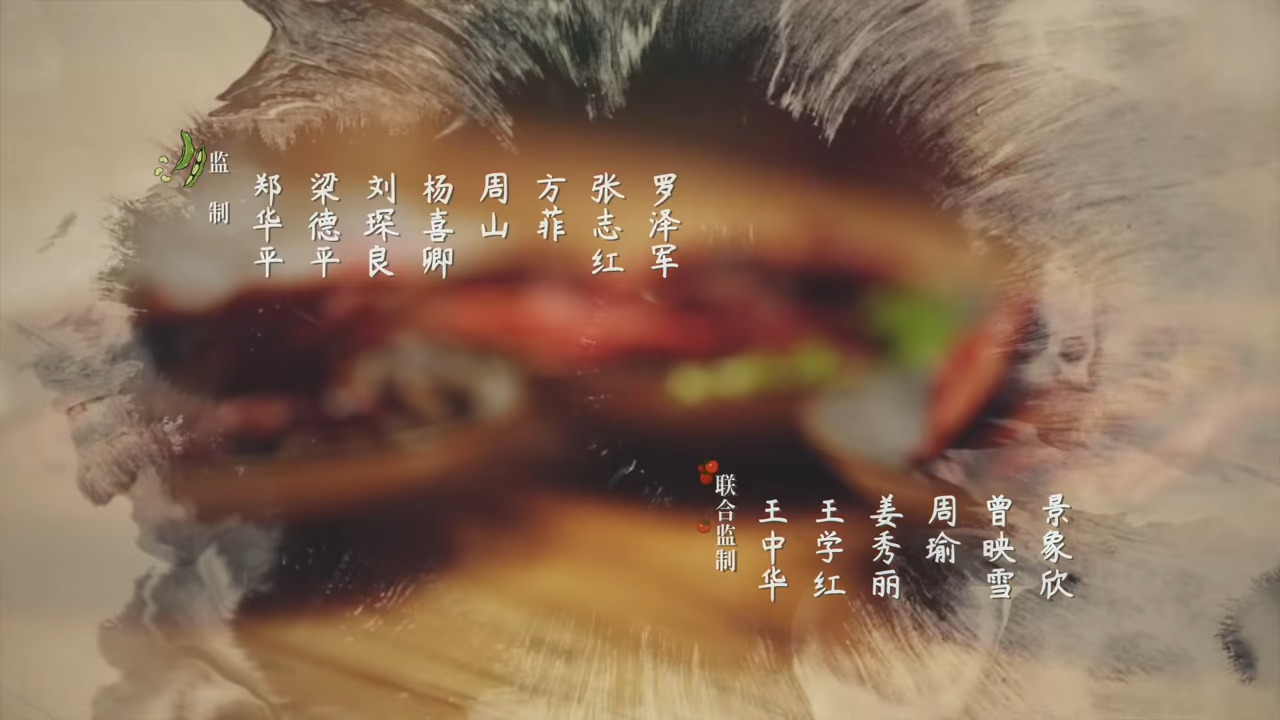 监制
郑华平
梁德平
刘琛良
杨喜卿
周山
方菲
张志红
罗泽军
联合监制
王中华
王学红
姜秀丽
周瑜
曾映雪
景象欣